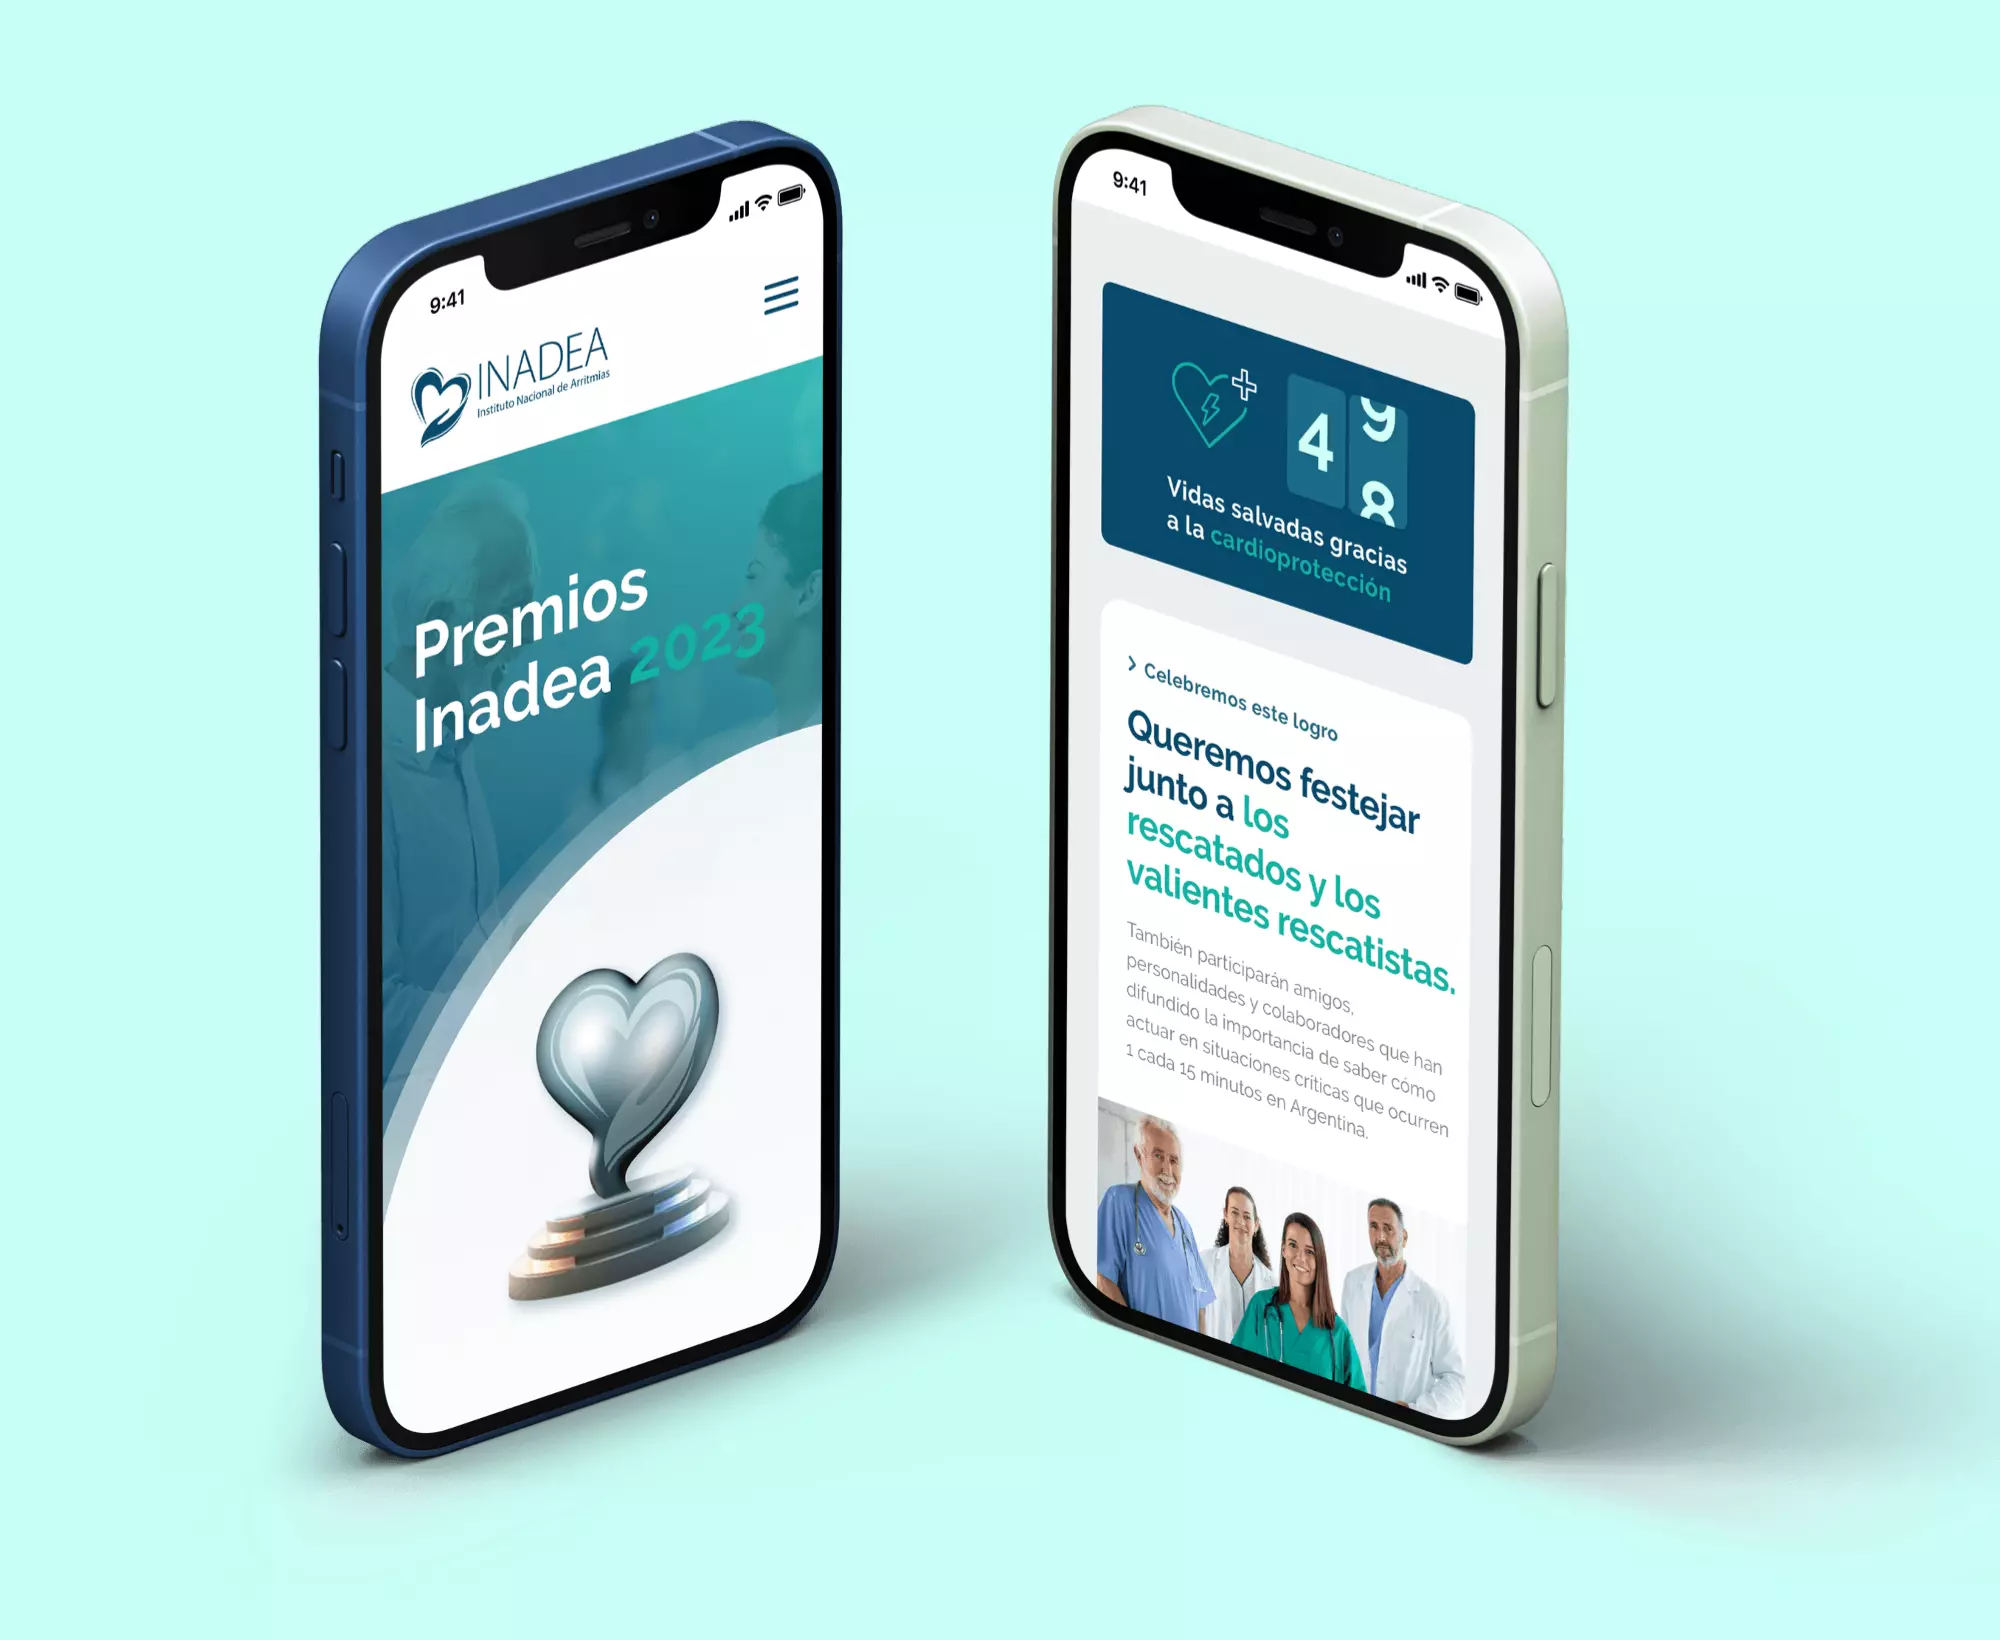 9:41
INADEA
Instituto Nacional de Arritmias
Premios
Inadea 2023
9:41
4 9
8
Vidas salvadas gracias
a la cardioprotección
Celebremos este logro
Queremos festejar
junto a los
rescatados y los
valientes rescatistas.
También participarán amigos,
personalidades y colaboradores que han
difundido la importancia de saber cómo
actuar en situaciones críticas que ocurren
1 cada 15 minutos en Argentina.